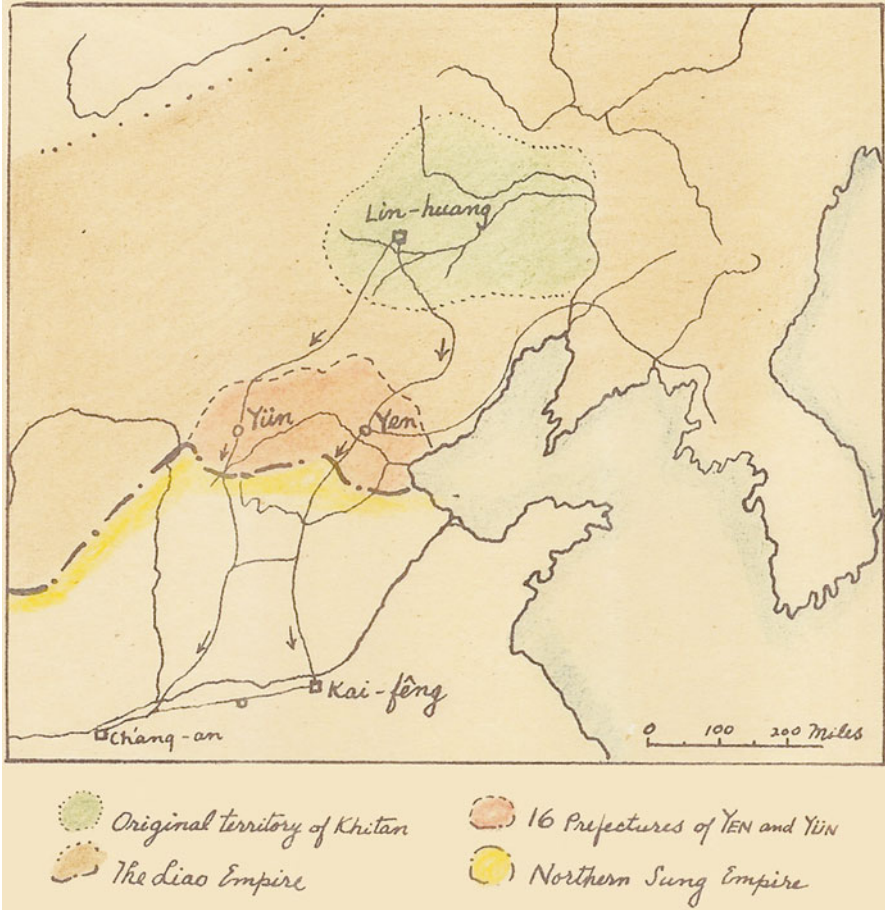 Lin-huang
Yün
Yen
Kai-fêng
Ch'ang-an
0 100 200 Miles
Original territory of Khitan
16 Prefectures of YEN and YÜN
The Liao Empire
Northern Sung Empire